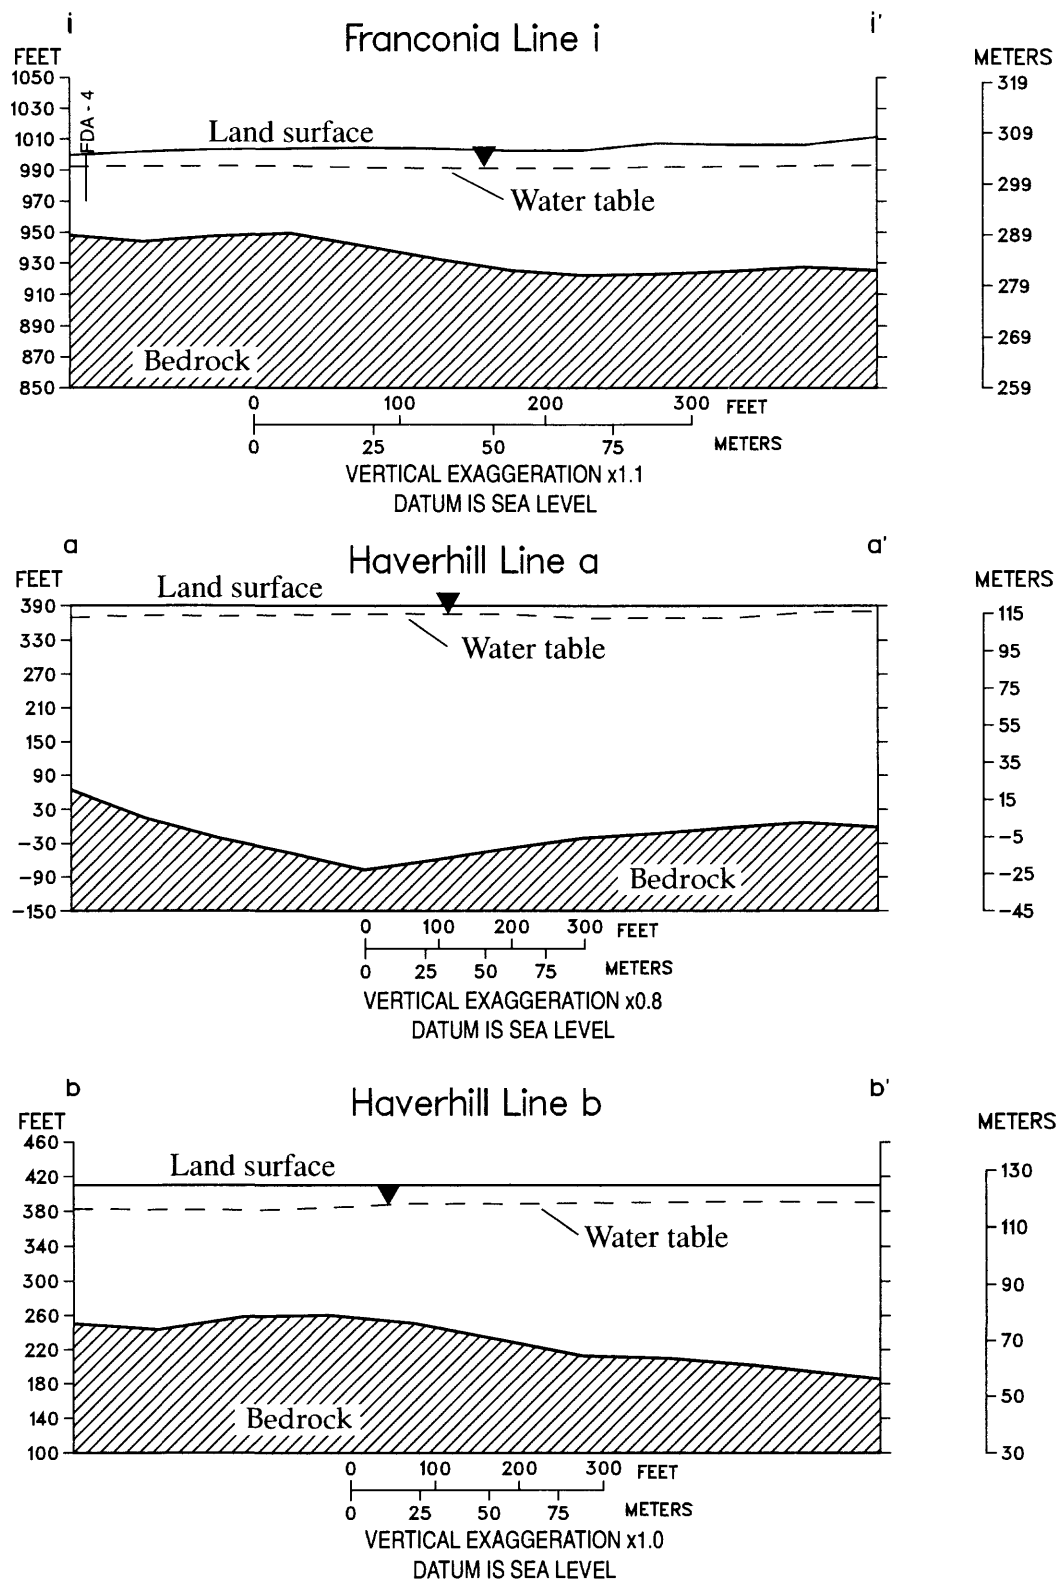 i i'
Franconia Line i
FEET METERS
1050
1030
1010
990
970
950
930
910
890
870
850
FDA - 4
Land surface
Water table
Bedrock
319
309
299
289
279
269
259
0 100 200 300 FEET
0 25 50 75 METERS
VERTICAL EXAGGERATION x1.1
DATUM IS SEA LEVEL
a a'
Haverhill Line a
FEET METERS
390
330
270
210
150
90
30
-30
-90
-150
Land surface
Water table
Bedrock
115
95
75
55
35
15
-5
-25
-45
0 100 200 300 FEET
0 25 50 75 METERS
VERTICAL EXAGGERATION x0.8
DATUM IS SEA LEVEL
b b'
Haverhill Line b
FEET METERS
460
420
380
340
300
260
220
180
140
100
Land surface
Water table
Bedrock
130
110
90
70
50
30
0 100 200 300 FEET
0 25 50 75 METERS
VERTICAL EXAGGERATION x1.0
DATUM IS SEA LEVEL